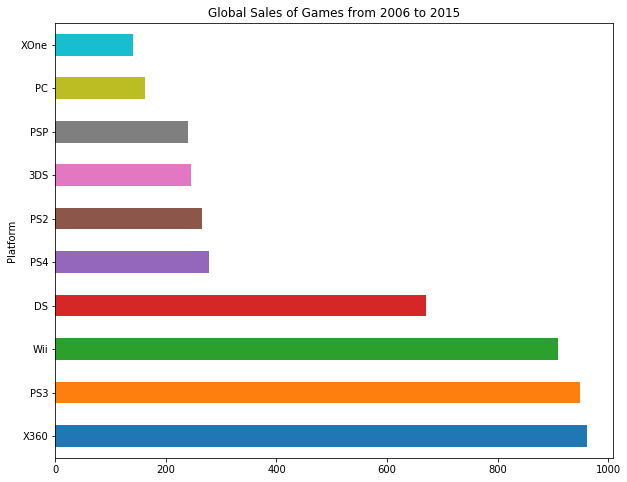 Global Sales of Games from 2006 to 2015
Platform
XOne
PC
PSP
3DS
PS2
PS4
DS
Wii
PS3
X360
0 200 400 600 800 1000